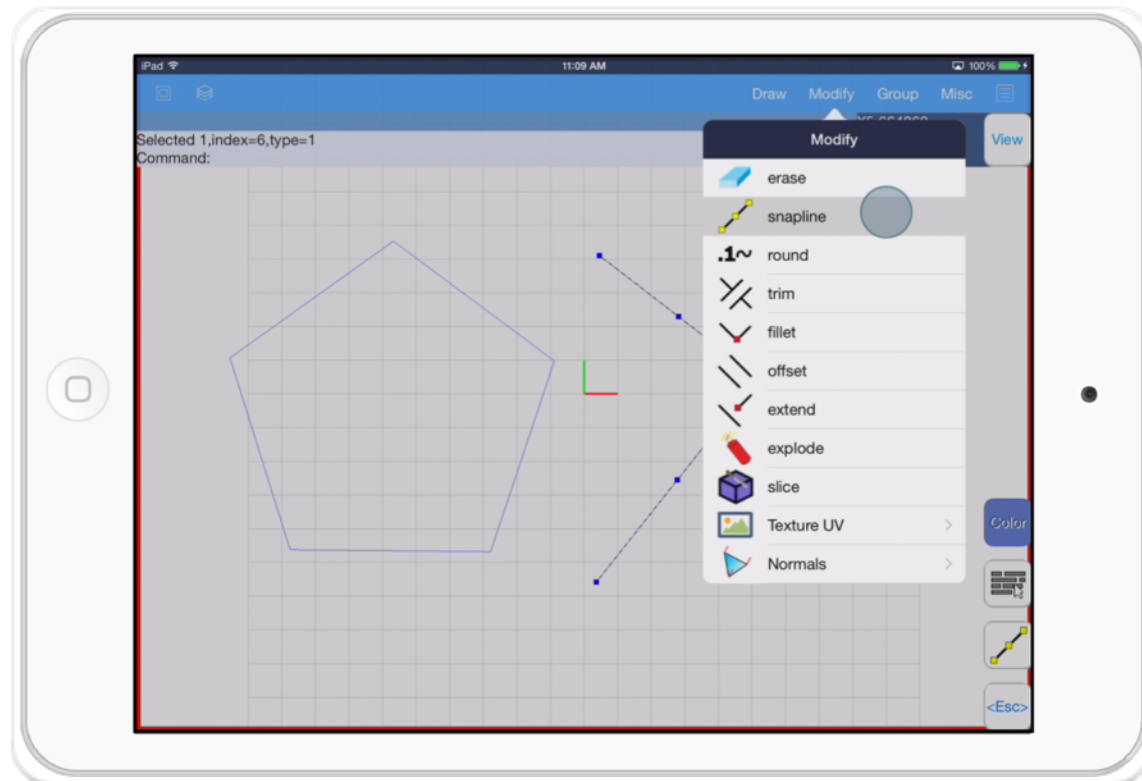 iPad
11:09 AM
100%
Draw Modify Group Misc
Selected 1,index=6,type=1
Command:
Modify
View
erase
snapline
.1~ round
trim
fillet
offset
extend
explode
slice
Texture UV
Normals
Color
<Esc>